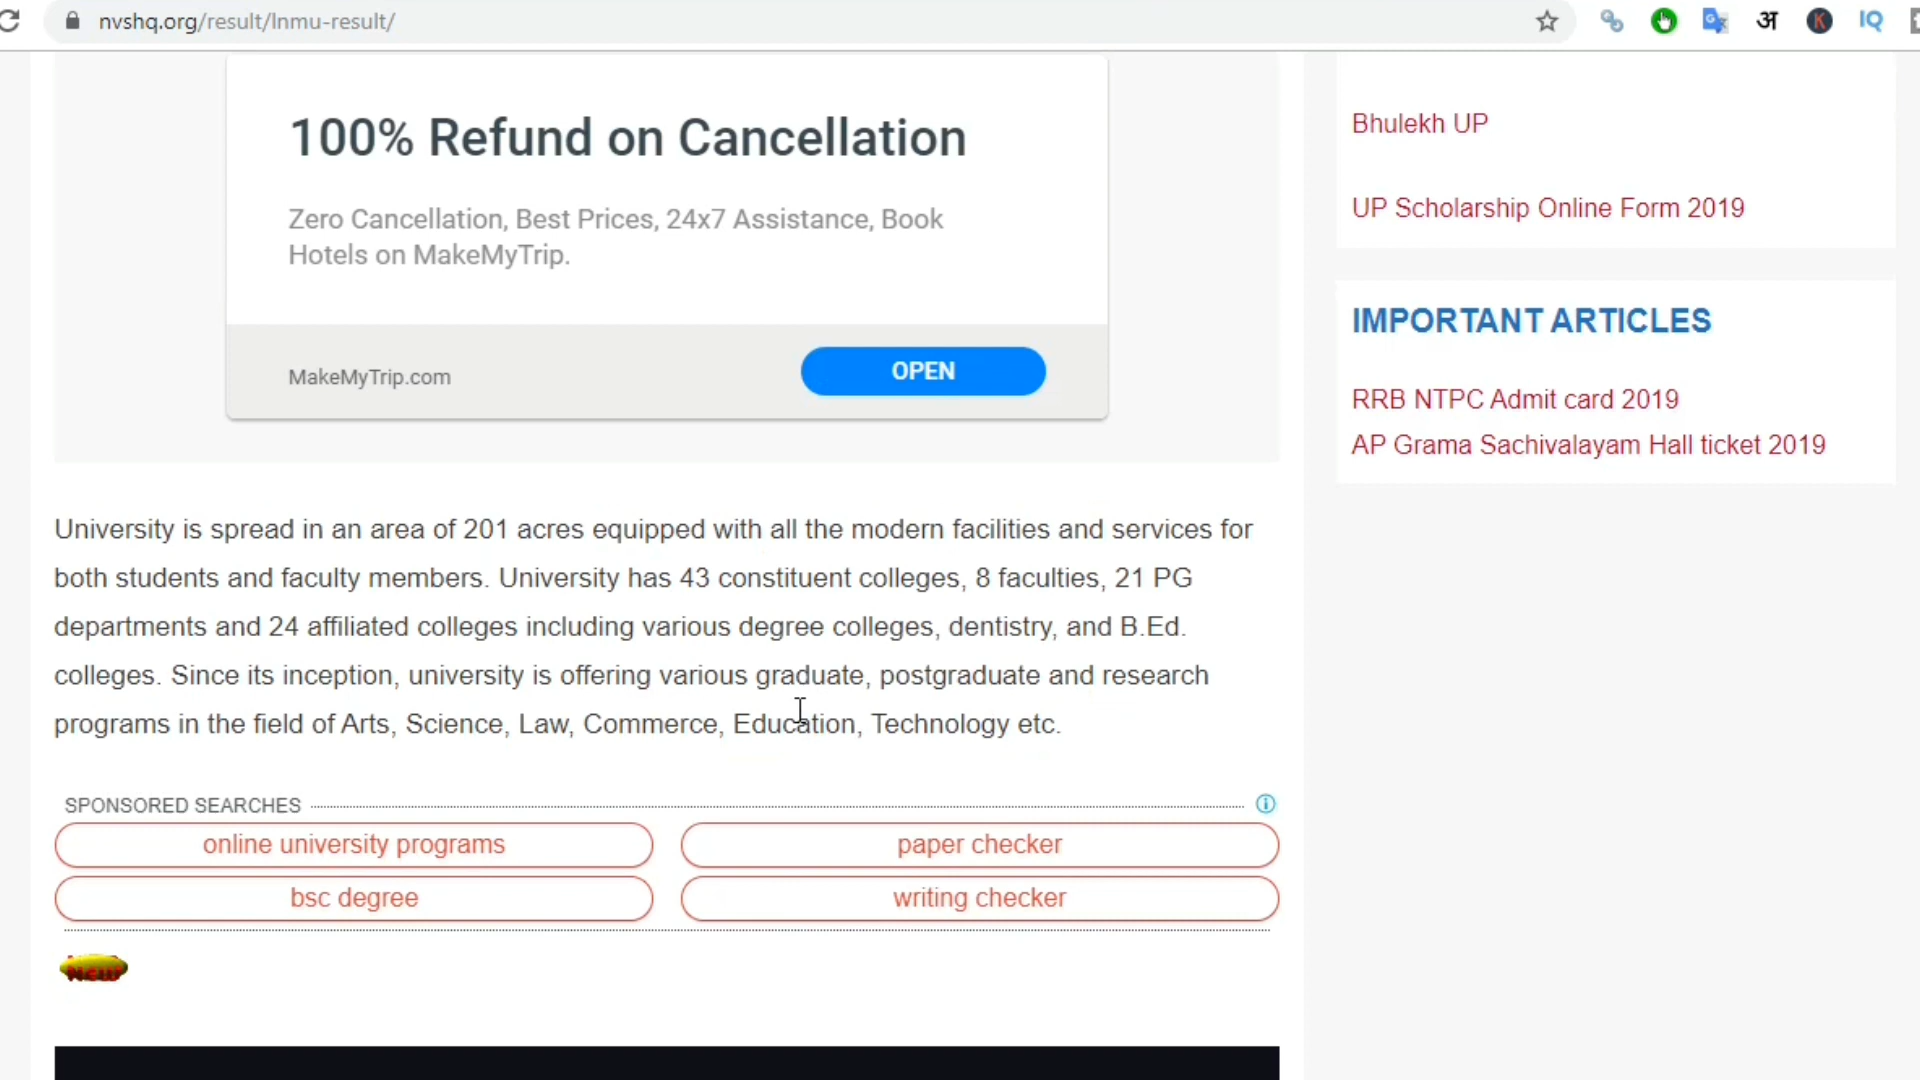 nvshq.org/result/lnmu-result/
अ
K
IQ
100% Refund on Cancellation
Zero Cancellation, Best Prices, 24x7 Assistance, Book
Hotels on MakeMyTrip.
MakeMyTrip.com
OPEN
Bhulekh UP
UP Scholarship Online Form 2019
IMPORTANT ARTICLES
RRB NTPC Admit card 2019
AP Grama Sachivalayam Hall ticket 2019
University is spread in an area of 201 acres equipped with all the modern facilities and services for
both students and faculty members. University has 43 constituent colleges, 8 faculties, 21 PG
departments and 24 affiliated colleges including various degree colleges, dentistry, and B.Ed.
colleges. Since its inception, university is offering various graduate, postgraduate and research
programs in the field of Arts, Science, Law, Commerce, Education, Technology etc.
SPONSORED SEARCHES
online university programs
paper checker
bsc degree
writing checker
New